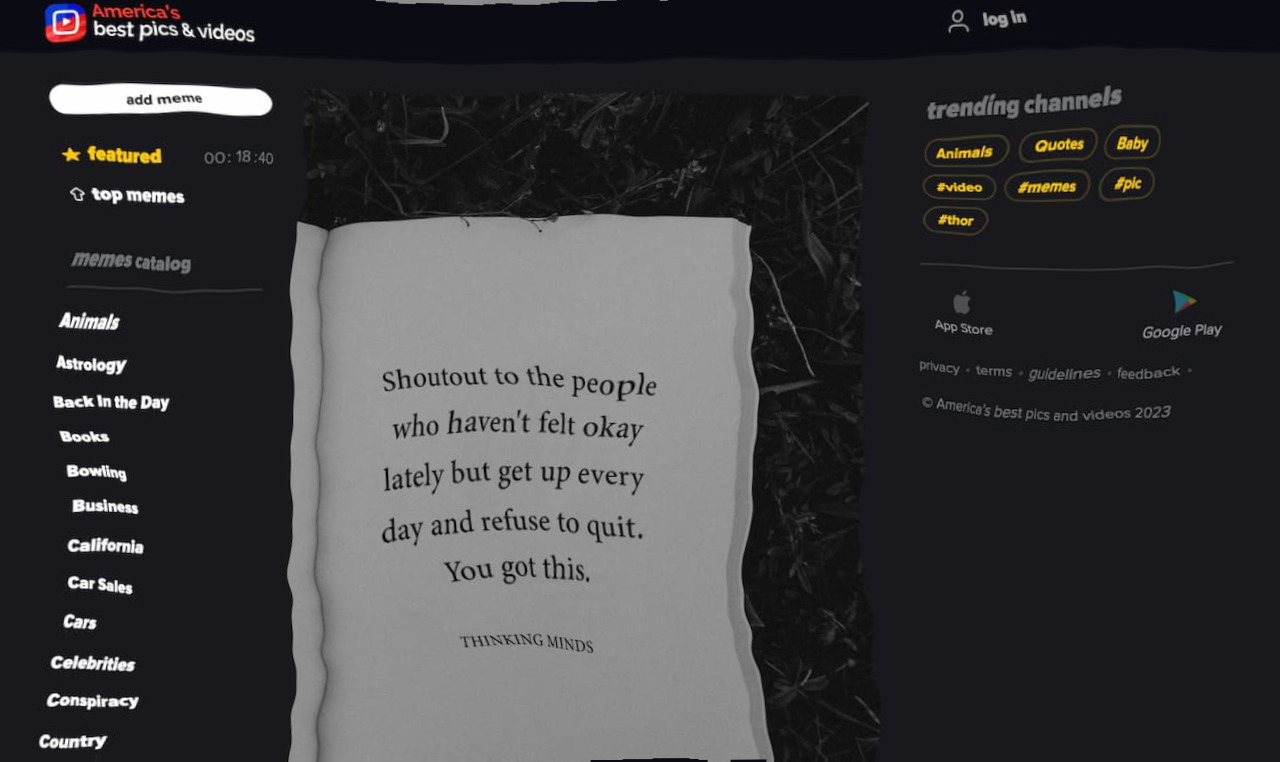 America's
best pics & videos
log in
add meme
featured 00:18:40
top memes
memes catalog
Animals
Astrology
Back In the Day
Books
Bowling
Business
California
Car Sales
Cars
Celebrities
Conspiracy
Country
Shoutout to the people
who haven't felt okay
lately but get up every
day and refuse to quit.
You got this.
THINKING MINDS
trending channels
Animals Quotes Baby
#video #memes #pic
#thor
App Store Google Play
privacy • terms • guidelines • feedback •
© America's best pics and videos 2023